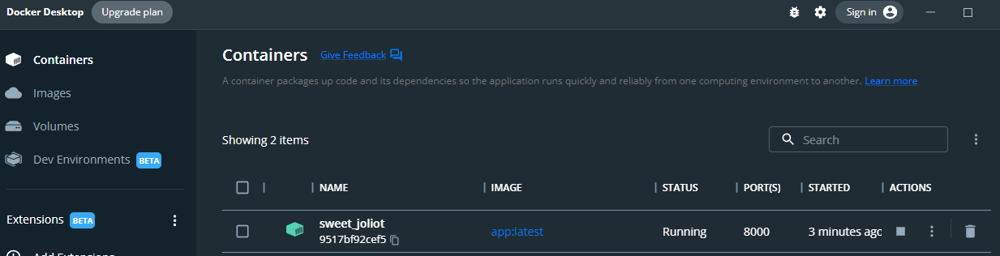 Docker Desktop Upgrade plan Sign in
Containers
Images
Volumes
Dev Environments BETA
Extensions BETA
Add Extensions
Containers Give Feedback
A container packages up code and its dependencies so the application runs quickly and reliably from one computing environment to another. Learn more
Showing 2 items Search
NAME IMAGE STATUS PORT(S) STARTED ACTIONS
sweet_joliot
9517bf92cef5 app:latest Running 8000 3 minutes ago